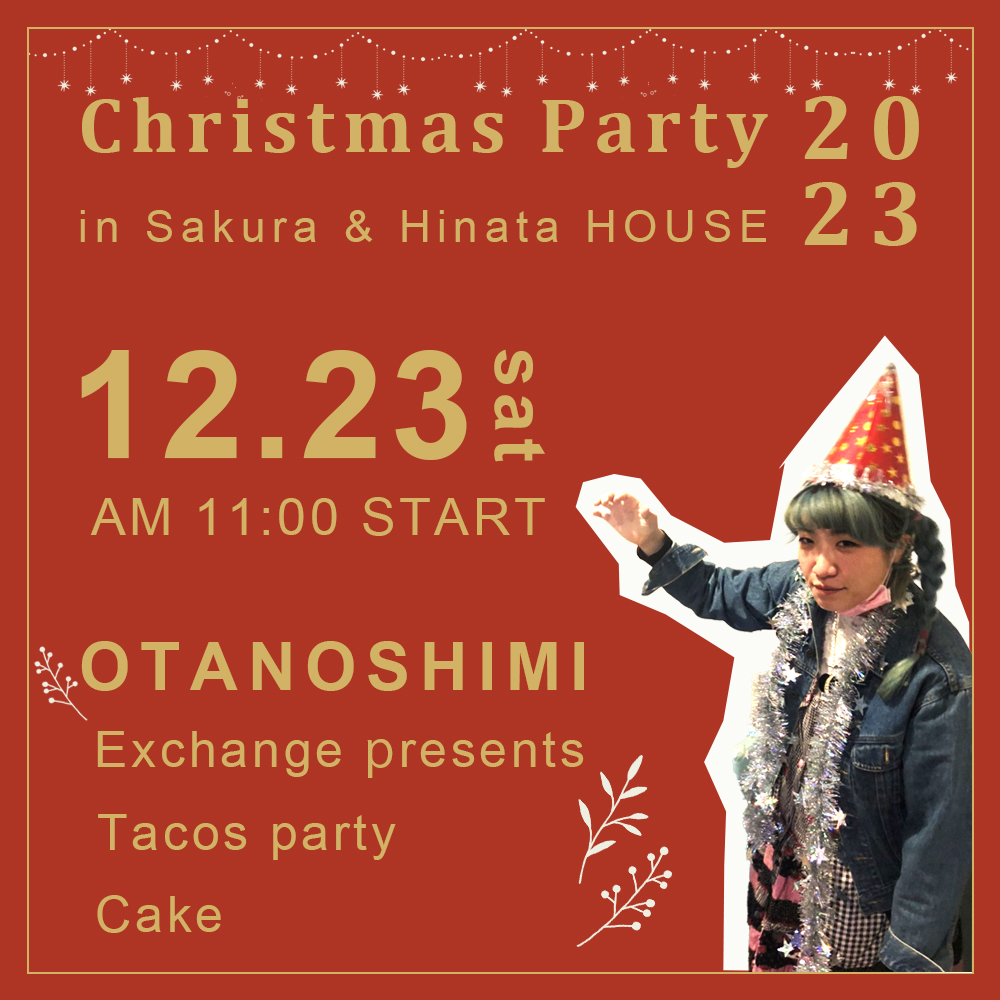 Christmas Party 20
in Sakura & Hinata HOUSE 23
12.23 sat
AM 11:00 START
OTANOSHIMI
Exchange presents
Tacos party
Cake